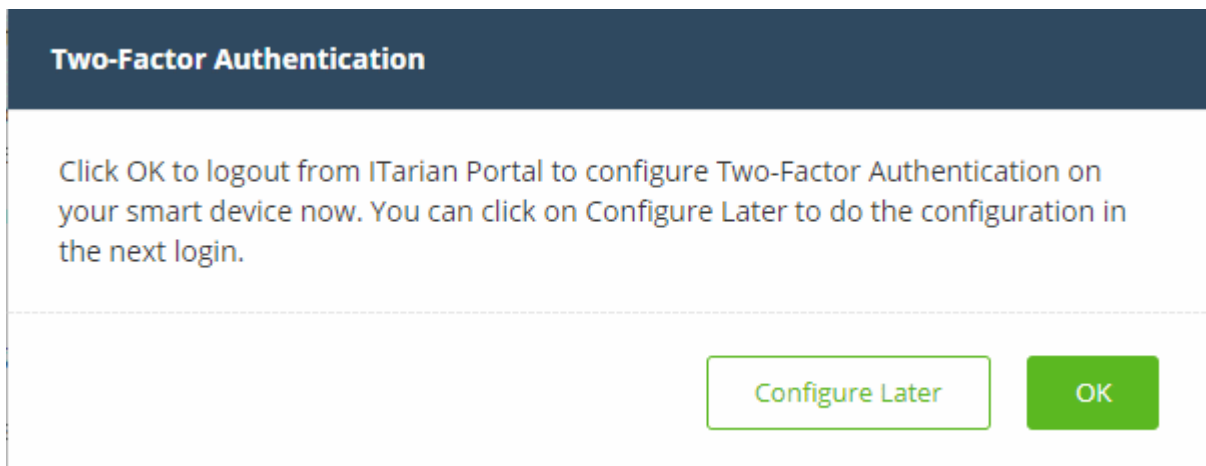 Two-Factor Authentication
Click OK to logout from ITarian Portal to configure Two-Factor Authentication on
your smart device now. You can click on Configure Later to do the configuration in
the next login.
Configure Later
OK